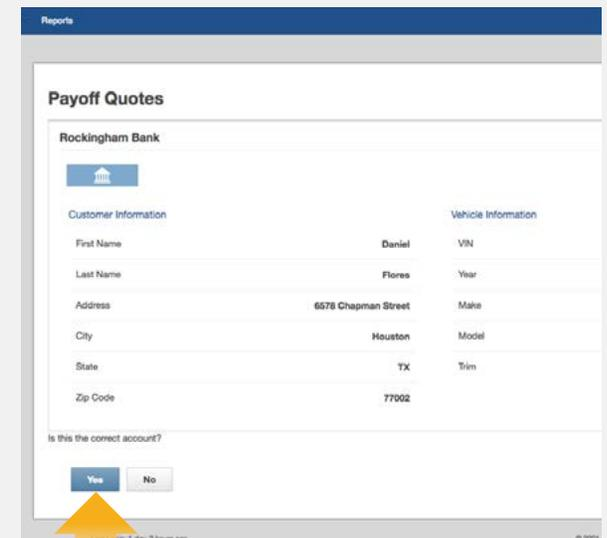 Reports
Payoff Quotes
Rockingham Bank
Customer Information
Vehicle Information
First Name Daniel VIN
Last Name Flores Year
Address 6578 Chapman Street Make
City Houston Model
State TX Trim
Zip Code 77002
Is this the correct account?
Yes No